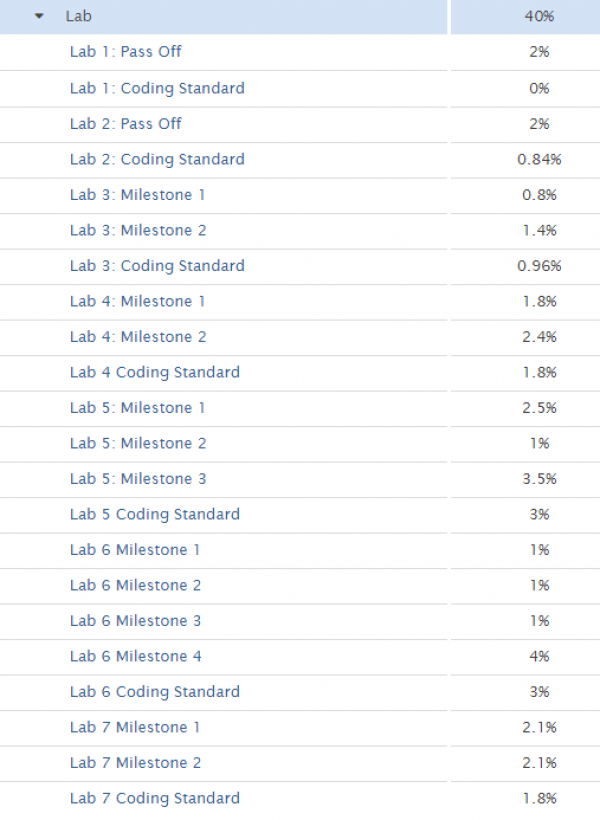 Lab 40%
Lab 1: Pass Off 2%
Lab 1: Coding Standard 0%
Lab 2: Pass Off 2%
Lab 2: Coding Standard 0.84%
Lab 3: Milestone 1 0.8%
Lab 3: Milestone 2 1.4%
Lab 3: Coding Standard 0.96%
Lab 4: Milestone 1 1.8%
Lab 4: Milestone 2 2.4%
Lab 4 Coding Standard 1.8%
Lab 5: Milestone 1 2.5%
Lab 5: Milestone 2 1%
Lab 5: Milestone 3 3.5%
Lab 5 Coding Standard 3%
Lab 6 Milestone 1 1%
Lab 6 Milestone 2 1%
Lab 6 Milestone 3 1%
Lab 6 Milestone 4 4%
Lab 6 Coding Standard 3%
Lab 7 Milestone 1 2.1%
Lab 7 Milestone 2 2.1%
Lab 7 Coding Standard 1.8%